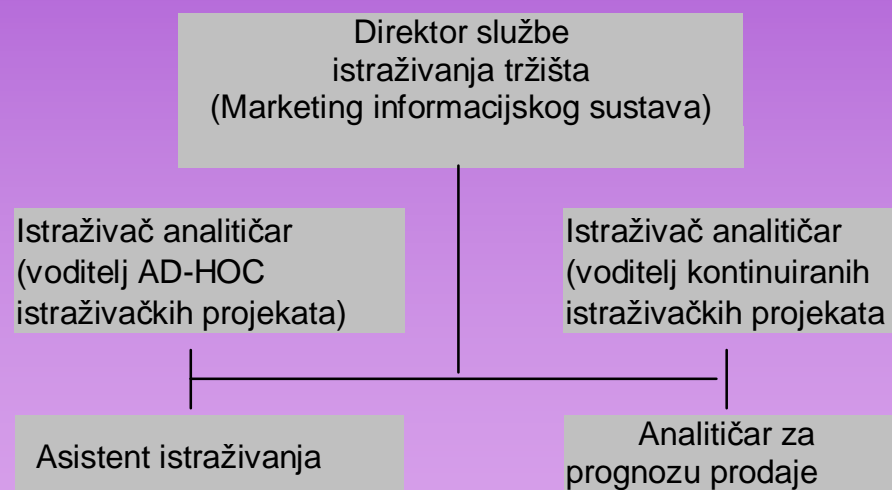 Direktor službe
istraživanja tržišta
(Marketing informacijskog sustava)
Istraživač analitičar
(voditelj AD-HOC
istraživačkih projekata)
Istraživač analitičar
(voditelj kontinuiranih
istraživačkih projekata
Asistent istraživanja
Analitičar za
prognozu prodaje